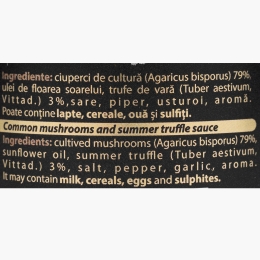 Ingrediente: ciuperci de cultură (Agaricus bisporus) 79%,
ulei de floarea soarelui, trufe de vară (Tuber aestivum,
Vittad.) 3%,sare, piper, usturoi, aromă.
Poate conține lapte, cereale, ouă și sulfiți.
Common mushrooms and summer truffle sauce
Ingredients: cultived mushrooms (Agaricus bisporus) 79%,
sunflower oil, summer truffle (Tuber aestivum,
Vittad.) 3%, salt, pepper, garlic, aroma.
It may contain milk, cereals, eggs and sulphites.